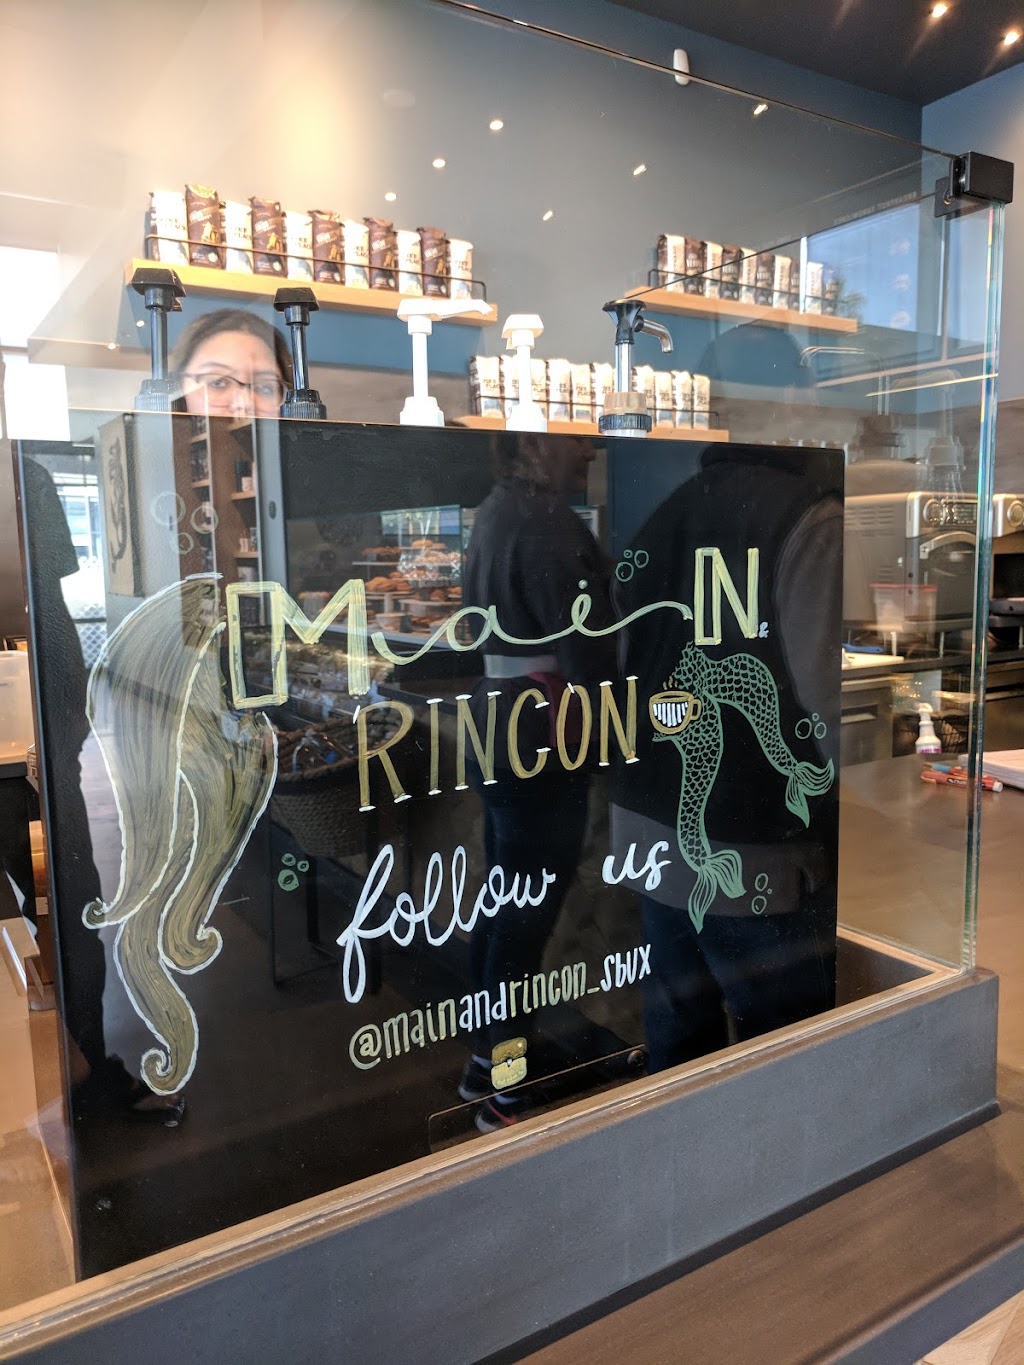 Main &
RINCON
follow us
@mainandrincon_sbux